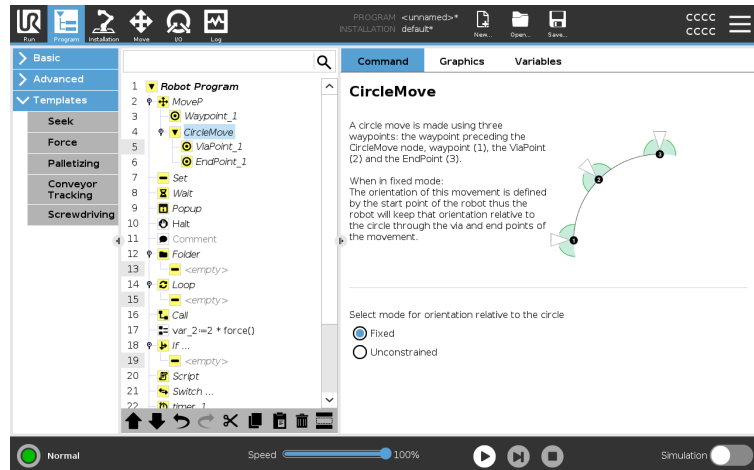 UR
Run
Program
Installation
Move
I/O
Log
PROGRAM <unnamed>*
INSTALLATION default*
New...
Open...
Save...
cccc
cccc
Basic
Advanced
Templates
Seek
Force
Palletizing
Conveyor
Tracking
Screwdriving
1 Robot Program
2 MoveP
3 Waypoint_1
4 CircleMove
5 ViaPoint_1
6 EndPoint_1
7 Set
8 Wait
9 Popup
10 Halt
11 Comment
12 Folder
13 <empty>
14 Loop
15 <empty>
16 Call
17 var_2:=2 * force()
18 If ...
19 <empty>
20 Script
21 Switch ...
22 timer_1
Command Graphics Variables
CircleMove
A circle move is made using three
waypoints: the waypoint preceding the
CircleMove node, waypoint (1), the ViaPoint
(2) and the EndPoint (3).
When in fixed mode:
The orientation of this movement is defined
by the start point of the robot thus the
robot will keep that orientation relative to
the circle through the via and end points of
the movement.
3
2
1
Select mode for orientation relative to the circle
Fixed
Unconstrained
Normal
Speed
100%
Simulation